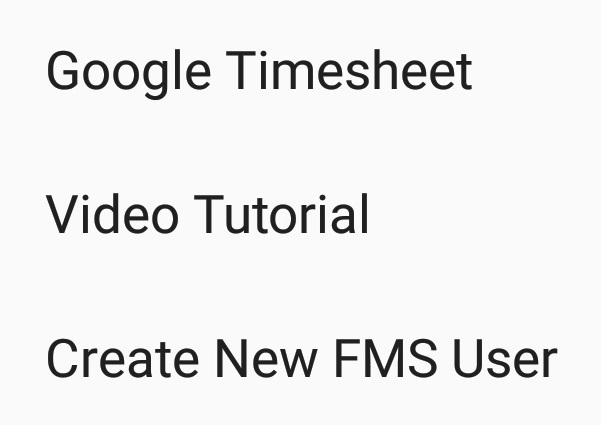 Google Timesheet
Video Tutorial
Create New FMS User